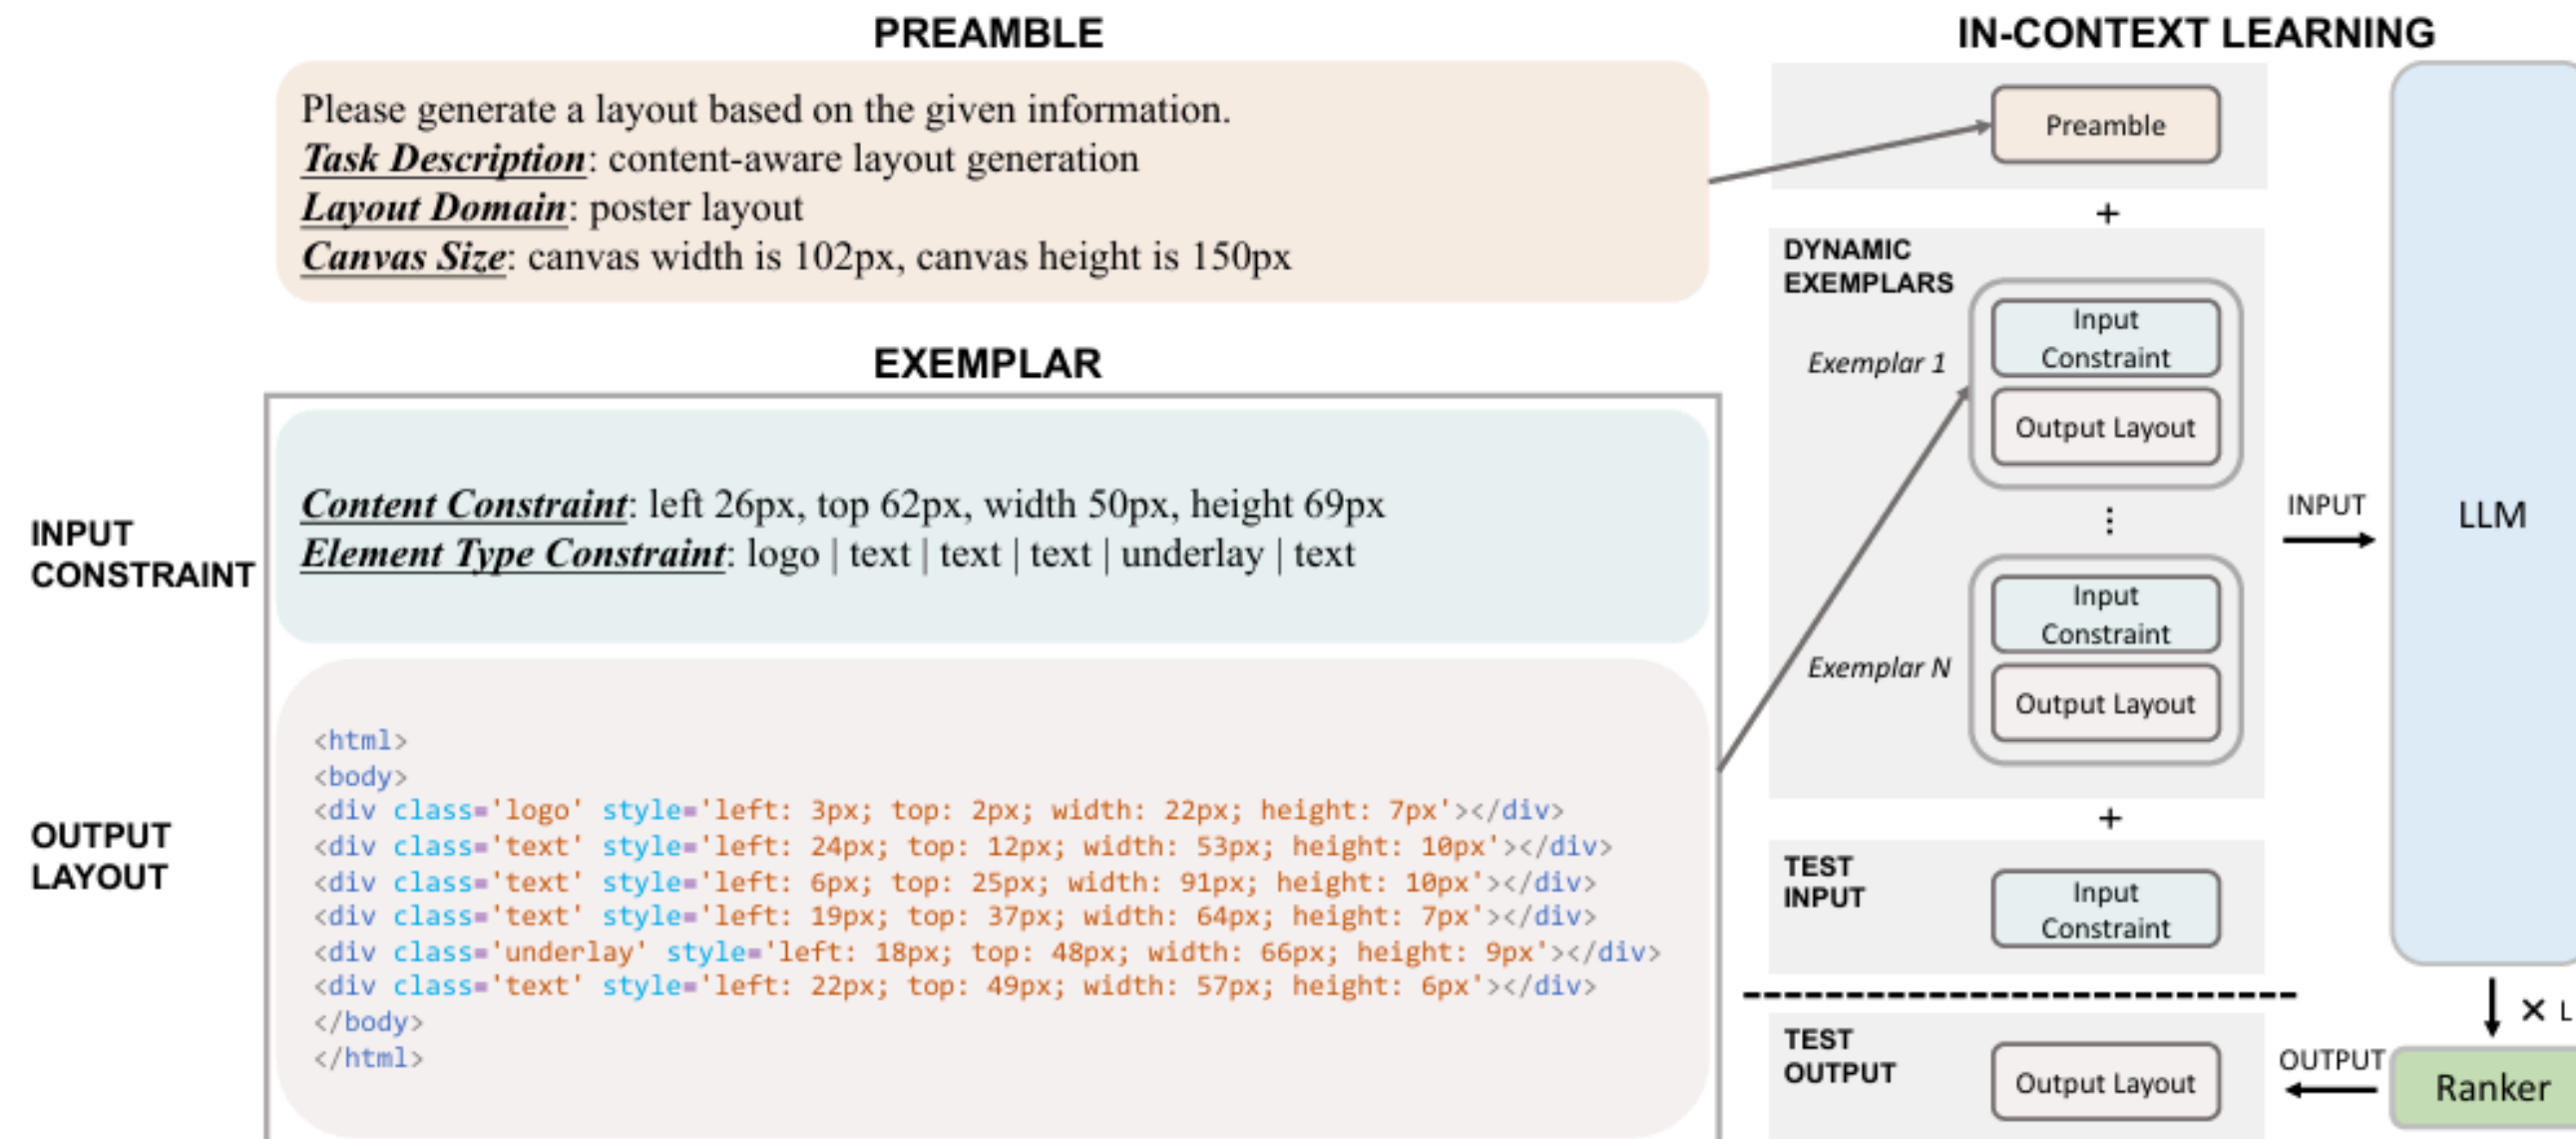 PREAMBLE
Please generate a layout based on the given information.
Task Description: content-aware layout generation
Layout Domain: poster layout
Canvas Size: canvas width is 102px, canvas height is 150px
EXEMPLAR
INPUT
CONSTRAINT
Content Constraint: left 26px, top 62px, width 50px, height 69px
Element Type Constraint: logo | text | text | text | underlay | text
OUTPUT
LAYOUT
<html>
<body>
<div class='logo' style='left: 3px; top: 2px; width: 22px; height: 7px'></div>
<div class='text' style='left: 24px; top: 12px; width: 53px; height: 10px'></div>
<div class='text' style='left: 6px; top: 25px; width: 91px; height: 10px'></div>
<div class='text' style='left: 19px; top: 37px; width: 64px; height: 7px'></div>
<div class='underlay' style='left: 18px; top: 48px; width: 66px; height: 9px'></div>
<div class='text' style='left: 22px; top: 49px; width: 57px; height: 6px'></div>
</body>
</html>
IN-CONTEXT LEARNING
Preamble
+
DYNAMIC
EXEMPLARS
Exemplar 1
Input
Constraint
Output Layout
⋮
Exemplar N
Input
Constraint
Output Layout
+
TEST
INPUT
Input
Constraint
TEST
OUTPUT
Output Layout
INPUT
LLM
× L
OUTPUT
Ranker